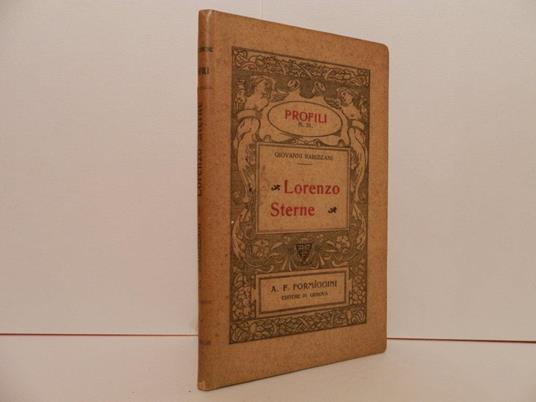 PROFILI
N. 31.
GIOVANNI RABIZZANI
Lorenzo
Sterne
A. F. FORMÍGGINI
EDITORE IN GENOVA